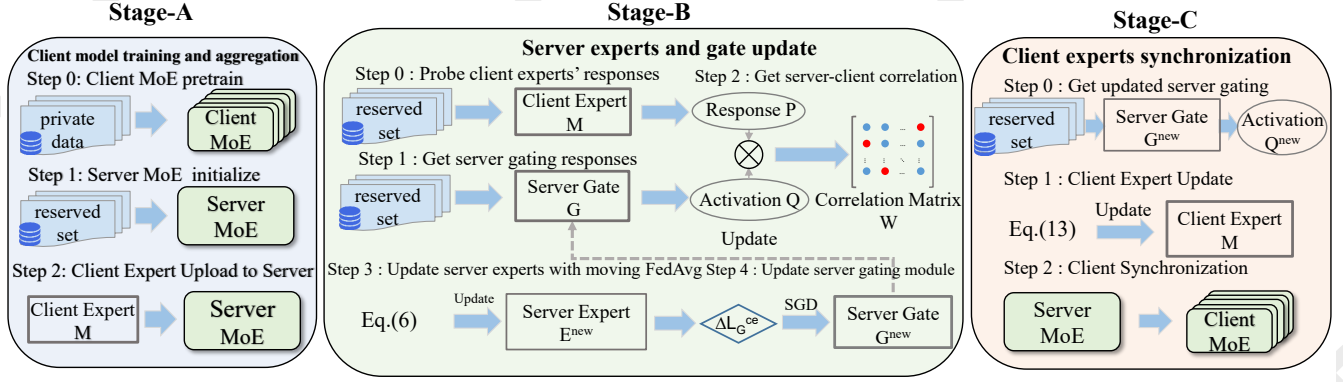 Stage-A
Client model training and aggregation
Step 0: Client MoE pretrain
private
data
Client
MoE
Step 1: Server MoE initialize
reserved
set
Server
MoE
Step 2: Client Expert Upload to Server
Client Expert
M
Server
MoE
Stage-B
Server experts and gate update
Step 0 : Probe client experts' responses
reserved
set
Client Expert
M
Response P
Step 1 : Get server gating responses
reserved
set
Server Gate
G
Activation Q
Step 2 : Get server-client correlation
Correlation Matrix
W
Update
Step 3 : Update server experts with moving FedAvg
Eq.(6)
Update
Server Expert
E^new
Step 4 : Update server gating module
ΔL_G^ce
SGD
Server Gate
G^new
Stage-C
Client experts synchronization
Step 0 : Get updated server gating
reserved
set
Server Gate
G^new
Activation
Q^new
Step 1 : Client Expert Update
Eq.(13)
Update
Client Expert
M
Step 2 : Client Synchronization
Server
MoE
Client
MoE